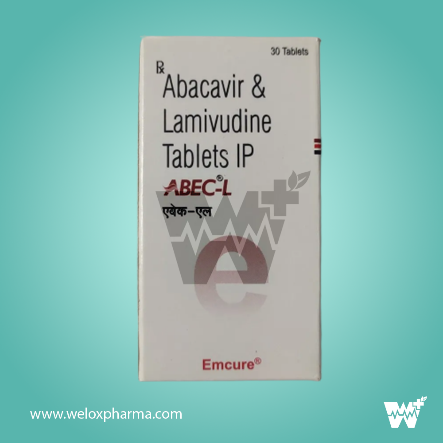 30 Tablets
℞
Abacavir &
Lamivudine
Tablets IP
ABEC®-L
एबेक-एल
e
Emcure®
www.weloxpharma.com